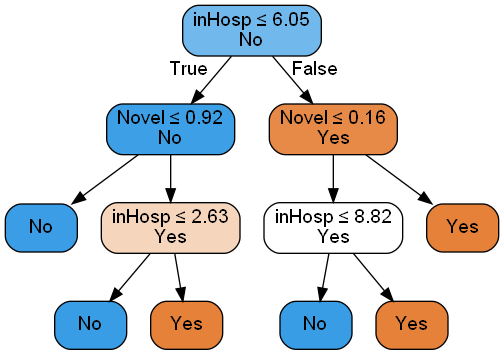 inHosp ≤ 6.05
No
True
False
Novel ≤ 0.92
No
Novel ≤ 0.16
Yes
No
inHosp ≤ 2.63
Yes
inHosp ≤ 8.82
Yes
Yes
No
Yes
No
Yes